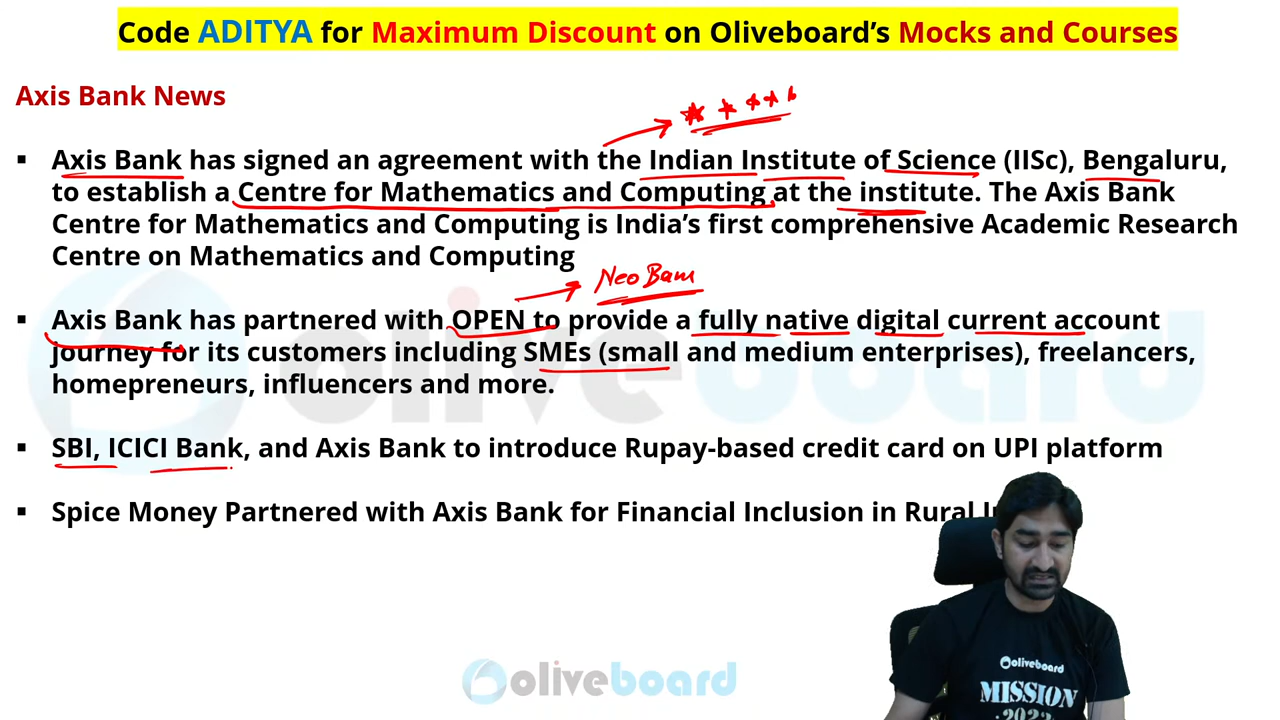 Code ADITYA for Maximum Discount on Oliveboard's Mocks and Courses
Axis Bank News
▪ Axis Bank has signed an agreement with the Indian Institute of Science (IISc), Bengaluru,
to establish a Centre for Mathematics and Computing at the institute. The Axis Bank
Centre for Mathematics and Computing is India's first comprehensive Academic Research
Centre on Mathematics and Computing
Neo Bank
▪ Axis Bank has partnered with OPEN to provide a fully native digital current account
journey for its customers including SMEs (small and medium enterprises), freelancers,
homepreneurs, influencers and more.
▪ SBI, ICICI Bank, and Axis Bank to introduce Rupay-based credit card on UPI platform
▪ Spice Money Partnered with Axis Bank for Financial Inclusion in Rural
oliveboard
oliveboard
MISSION
oliveboard